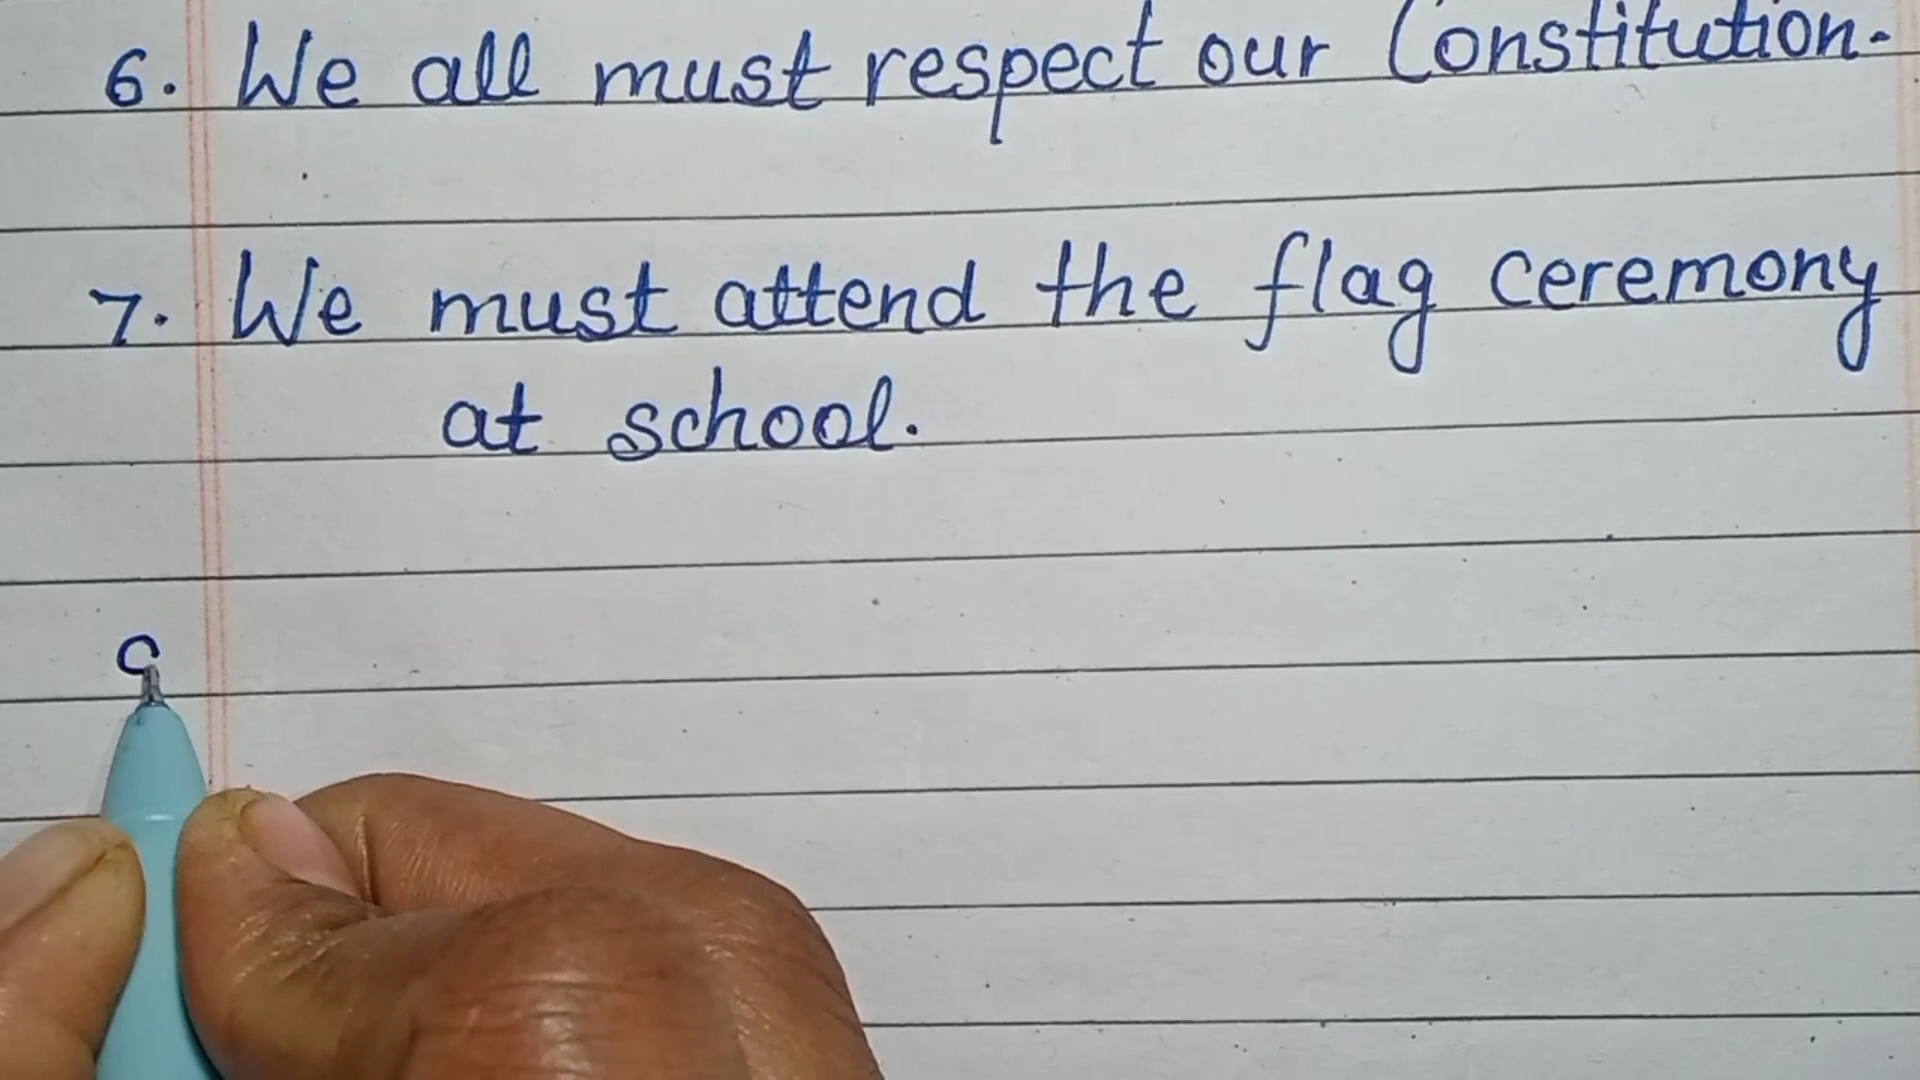 6. We all must respect our Constitution.
7. We must attend the flag ceremony
at school.